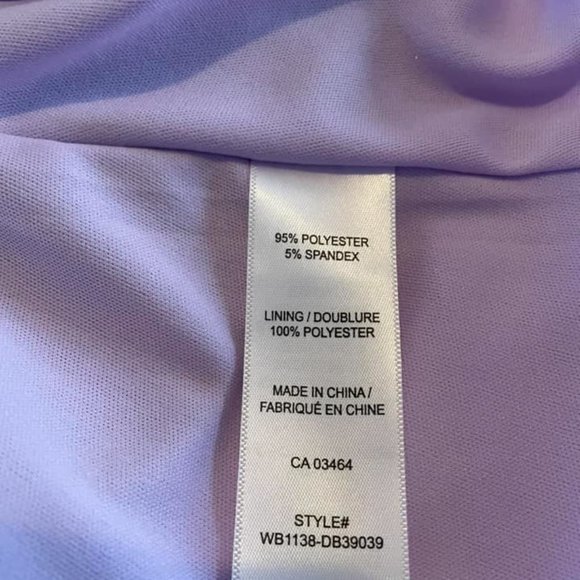 95% POLYESTER
5% SPANDEX
LINING / DOUBLURE
100% POLYESTER
MADE IN CHINA /
FABRIQUÉ EN CHINE
CA 03464
STYLE#
WB1138-DB39039